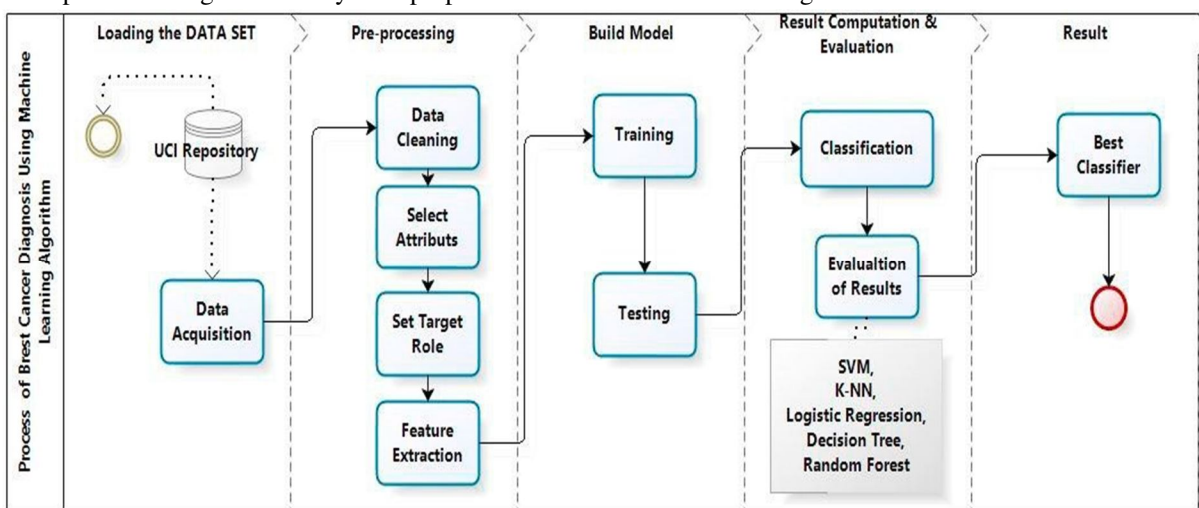 Loading the DATA SET
Pre-processing
Build Model
Result Computation &
Evaluation
Result
Process of Brest Cancer Diagnosis Using Machine
Learning Algorithm
UCI Repository
Data
Acquisition
Data
Cleaning
Select
Attributs
Set Target
Role
Feature
Extraction
Training
Testing
Classification
Evaualtion
of Results
SVM,
K-NN,
Logistic Regression,
Decision Tree,
Random Forest
Best
Classifier